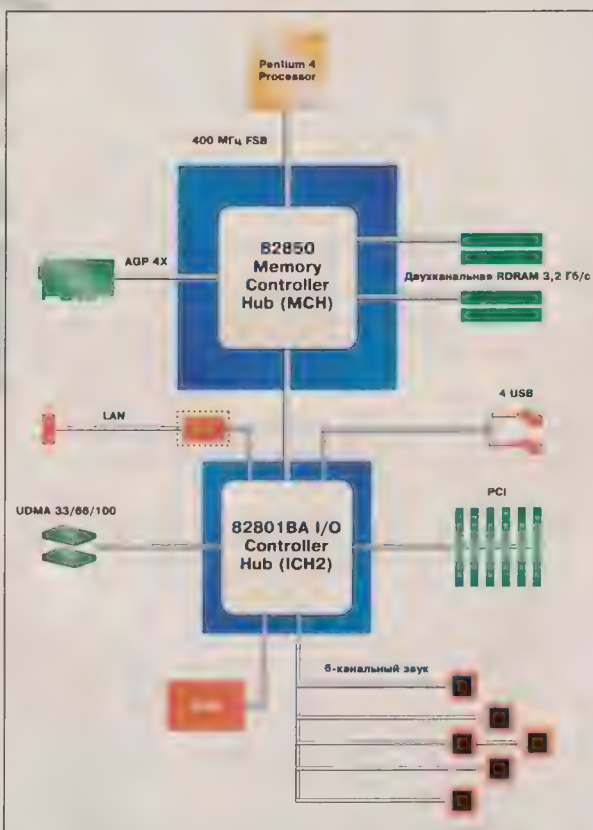 Pentium 4
Processor
400 МГц FSB
82850
Memory
Controller
Hub (MCH)
AGP 4X
Двухканальная RDRAM 3,2 Гб/с
LAN
4 USB
UDMA 33/66/100
PCI
82801BA I/O
Controller
Hub (ICH2)
6-канальный звук